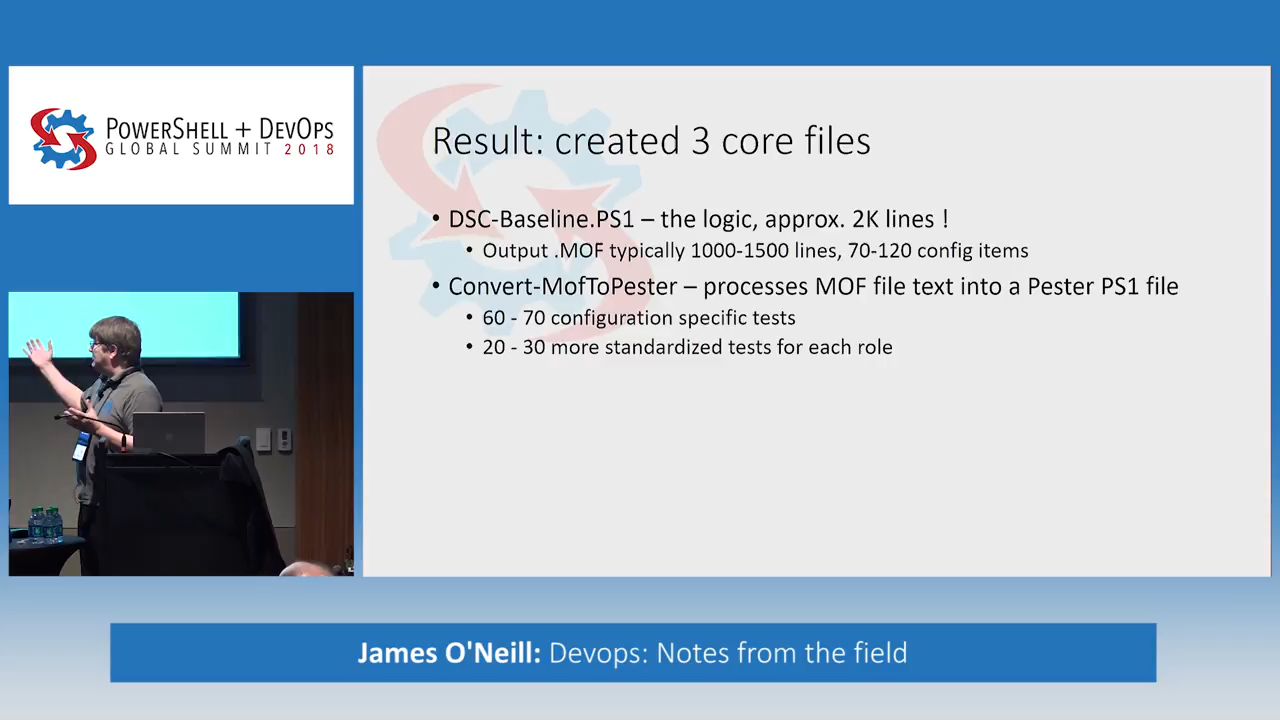 POWERSHELL + DEVOPS
GLOBAL SUMMIT 2018
Result: created 3 core files
• DSC-Baseline.PS1 – the logic, approx. 2K lines !
• Output .MOF typically 1000-1500 lines, 70-120 config items
• Convert-MofToPester – processes MOF file text into a Pester PS1 file
• 60 - 70 configuration specific tests
• 20 - 30 more standardized tests for each role
James O'Neill: Devops: Notes from the field